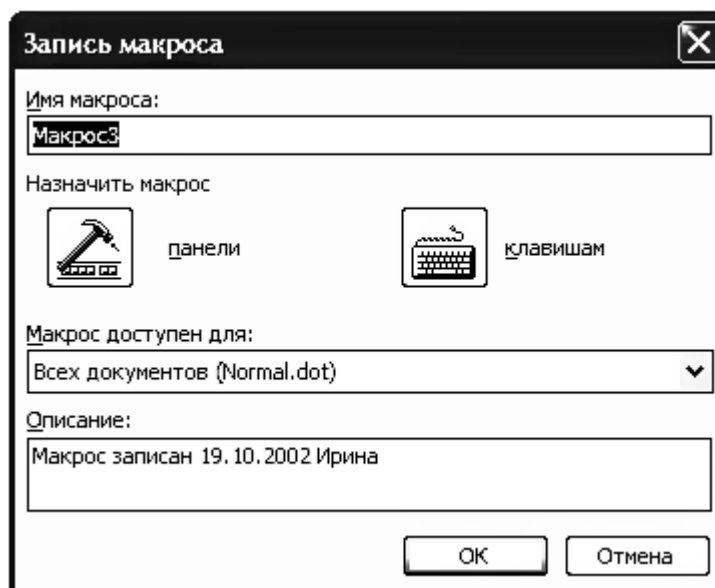 Запись макроса
Имя макроса:
Макрос3
Назначить макрос
панели клавишам
Макрос доступен для:
Всех документов (Normal.dot)
Описание:
Макрос записан 19.10.2002 Ирина
OK Отмена